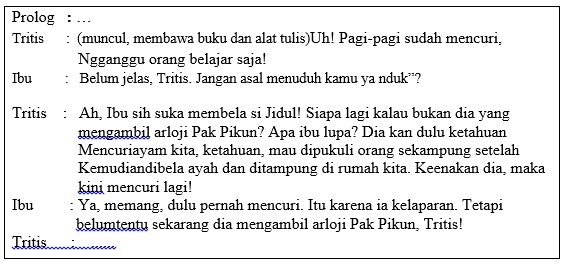 Prolog : …
Tritis : (muncul, membawa buku dan alat tulis)Uh! Pagi-pagi sudah mencuri,
Ngganggu orang belajar saja!
Ibu : Belum jelas, Tritis. Jangan asal menuduh kamu ya nduk”?
Tritis : Ah, Ibu sih suka membela si Jidul! Siapa lagi kalau bukan dia yang
mengambil arloji Pak Pikun? Apa ibu lupa? Dia kan dulu ketahuan
Mencuriayam kita, ketahuan, mau dipukuli orang sekampung setelah
Kemudiandibela ayah dan ditampung di rumah kita. Keenakan dia, maka
kini mencuri lagi!
Ibu : Ya, memang, dulu pernah mencuri. Itu karena ia kelaparan. Tetapi
belumtentu sekarang dia mengambil arloji Pak Pikun, Tritis!
Tritis : ......